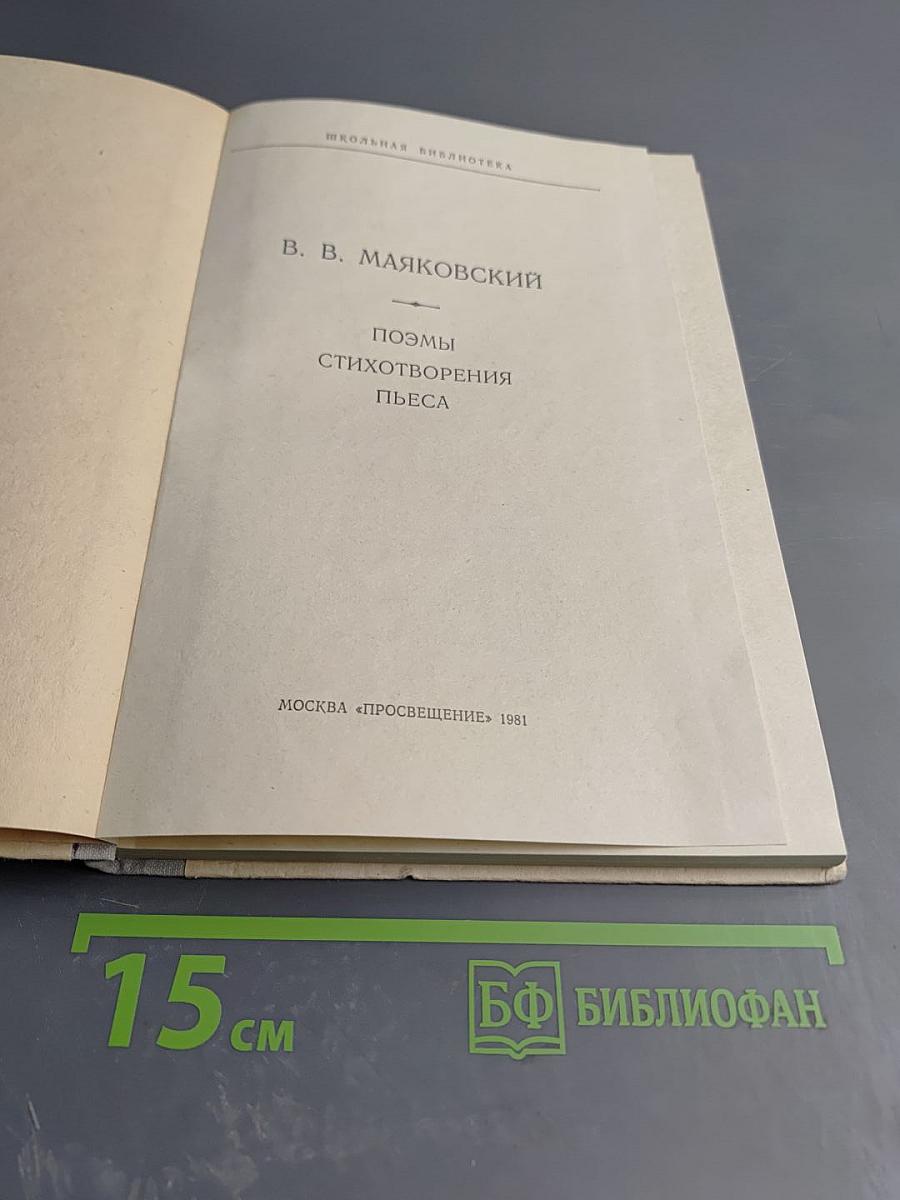 ШКОЛЬНАЯ БИБЛИОТЕКА
В. В. МАЯКОВСКИЙ
ПОЭМЫ
СТИХОТВОРЕНИЯ
ПЬЕСА
МОСКВА «ПРОСВЕЩЕНИЕ» 1981
15 см
БФ БИБЛИОФАН